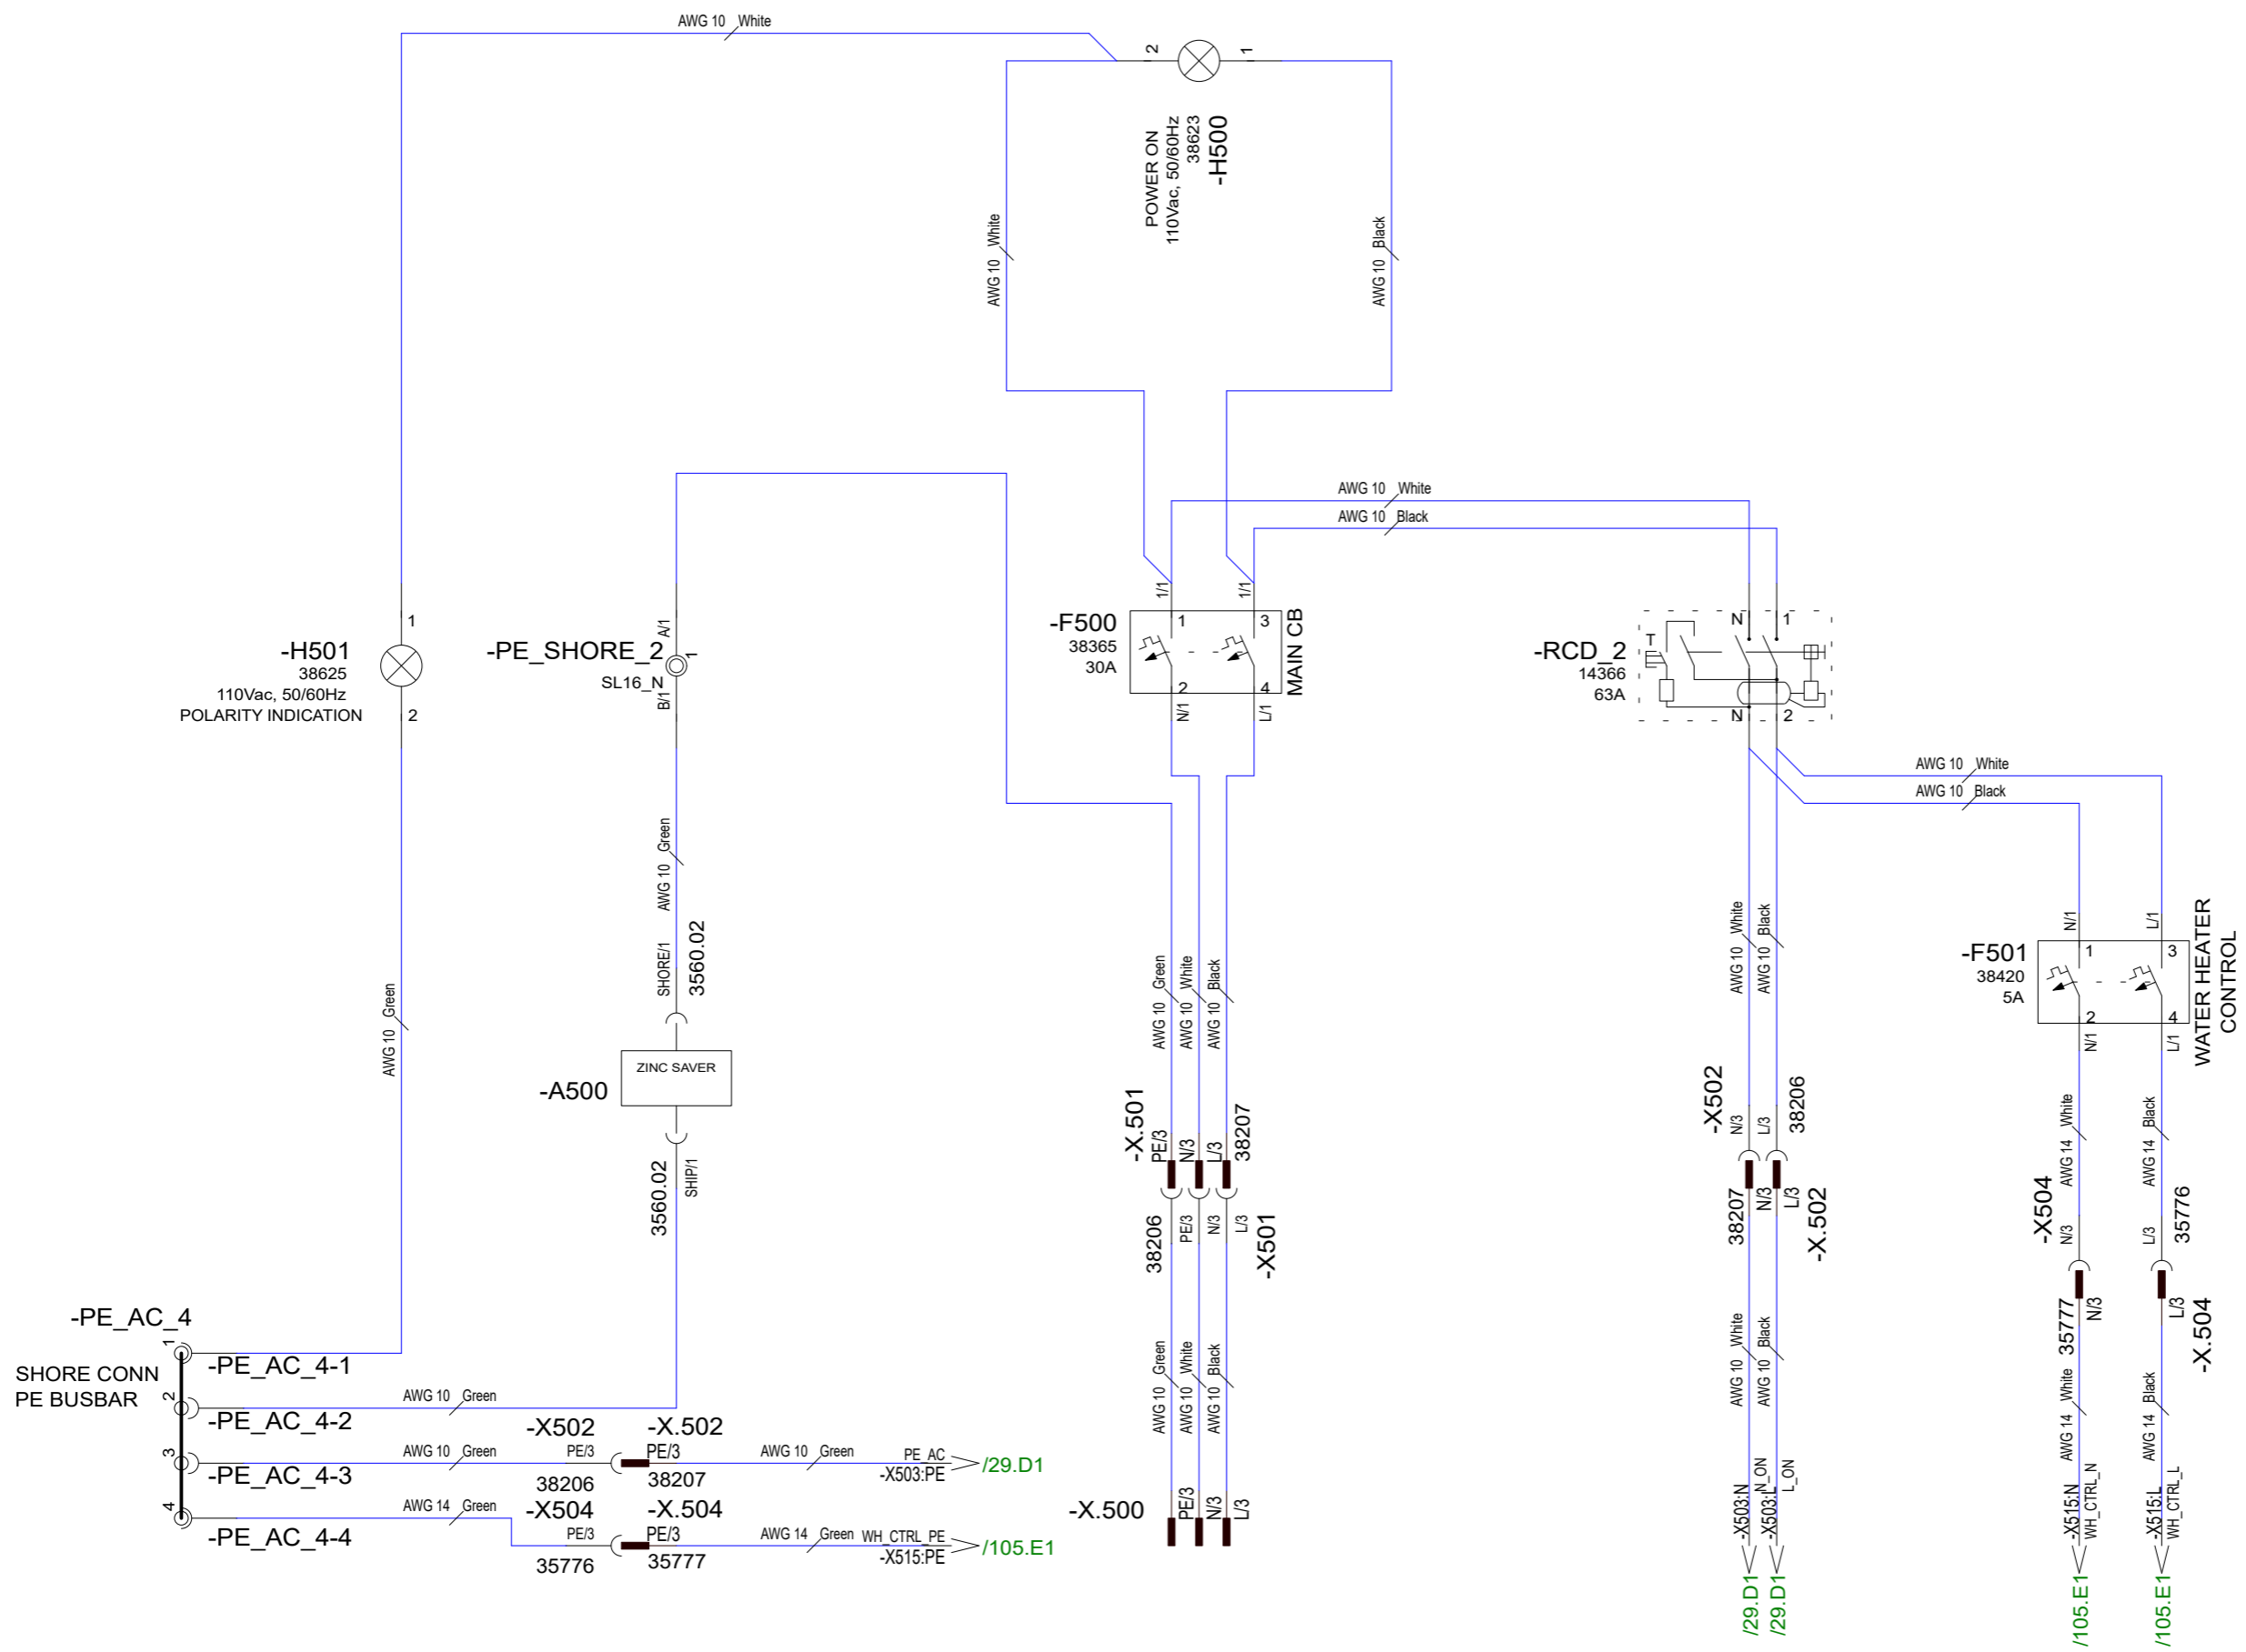 AWG 10 White
2
1
POWER ON
110Vac, 50/60Hz
38623
-H500
AWG 10 White
AWG 10 Black
AWG 10 White
AWG 10 Black
1
-H501
38625
110Vac, 50/60Hz
POLARITY INDICATION
2
A/1
-PE_SHORE_2
1
SL16_N
B/1
1/1
1/1
-F500
38365
30A
1
3
2
4
N/1
L/1
MAIN CB
N
1
T
-RCD_2
14366
63A
N
2
AWG 10 White
AWG 10 Black
AWG 10 Green
SHORE/1
3560.02
ZINC SAVER
-A500
3560.02
SHIP/1
AWG 10 Green
AWG 10 Green
AWG 10 White
AWG 10 Black
-X.501
PE/3
N/3
L/3
38207
38206
PE/3
N/3
L/3
-X501
AWG 10 Green
AWG 10 White
AWG 10 Black
-X.500
PE/3
N/3
L/3
AWG 10 White
AWG 10 Black
-X502
N/3
L/3
38206
38207
N/3
L/3
-X.502
AWG 10 White
AWG 10 Black
-X503:N
N_ON
-X503:L
L_ON
/29.D1
/29.D1
N/1
L/1
-F501
38420
5A
1
3
2
4
N/1
L/1
WATER HEATER
CONTROL
AWG 14 White
AWG 14 Black
-X504
N/3
L/3
35776
35777
N/3
L/3
-X.504
AWG 14 White
AWG 14 Black
-X515:N
WH_CTRL_N
-X515:L
WH_CTRL_L
/105.E1
/105.E1
-PE_AC_4
SHORE CONN
PE BUSBAR
1
-PE_AC_4-1
2
-PE_AC_4-2
AWG 10 Green
3
-PE_AC_4-3
AWG 10 Green
-X502
PE/3
38206
-X.502
PE/3
38207
AWG 10 Green
PE_AC
-X503:PE
/29.D1
4
-PE_AC_4-4
AWG 14 Green
-X504
PE/3
35776
-X.504
PE/3
35777
AWG 14 Green
WH_CTRL_PE
-X515:PE
/105.E1